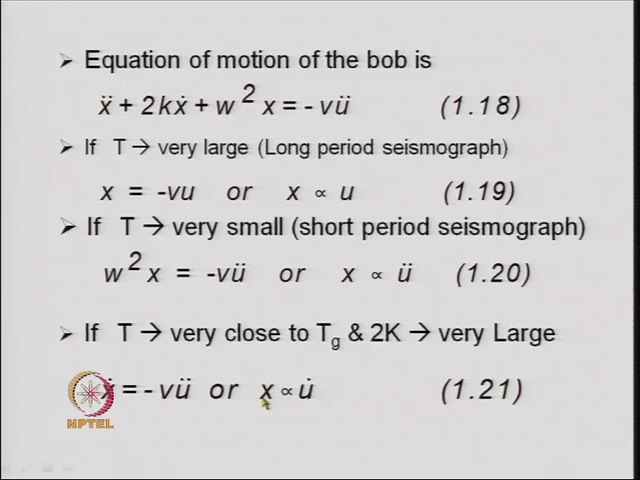 ➢ Equation of motion of the bob is
ẍ + 2kẋ + w² x = - vü (1.18)
➢ If T → very large (Long period seismograph)
x = -vu or x ∝ u (1.19)
➢ If T → very small (short period seismograph)
w² x = -vü or x ∝ ü (1.20)
➢ If T → very close to Tg & 2K → very Large
ẋ = - vü or x ∝ u̇ (1.21)
NPTEL